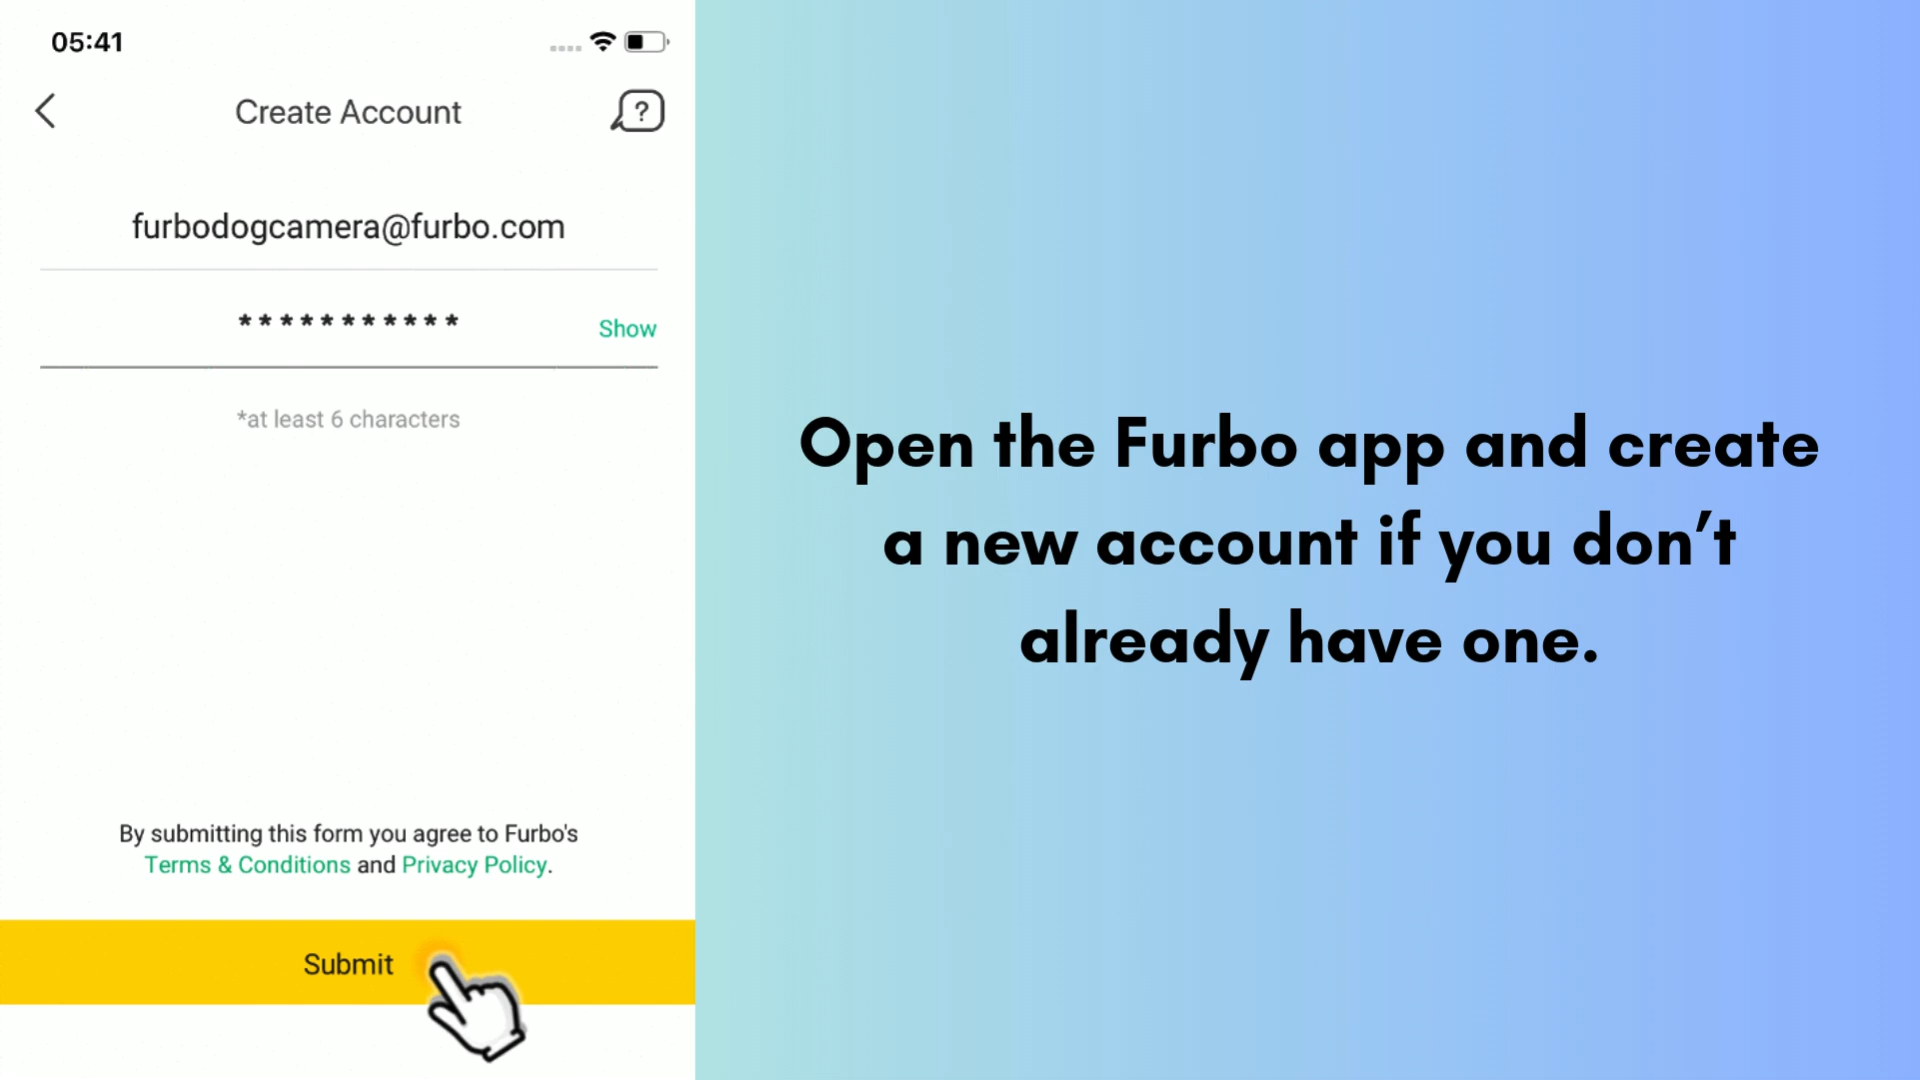 05:41
Create Account
?
furbodogcamera@furbo.com
***********
Show
*at least 6 characters
By submitting this form you agree to Furbo's
Terms & Conditions and Privacy Policy.
Submit
Open the Furbo app and create
a new account if you don’t
already have one.